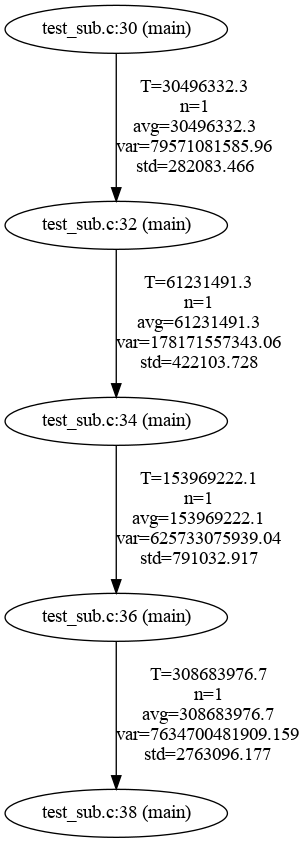 test_sub.c:30 (main)
T=30496332.3
n=1
avg=30496332.3
var=79571081585.96
std=282083.466
test_sub.c:32 (main)
T=61231491.3
n=1
avg=61231491.3
var=178171557343.06
std=422103.728
test_sub.c:34 (main)
T=153969222.1
n=1
avg=153969222.1
var=625733075939.04
std=791032.917
test_sub.c:36 (main)
T=308683976.7
n=1
avg=308683976.7
var=7634700481909.159
std=2763096.177
test_sub.c:38 (main)